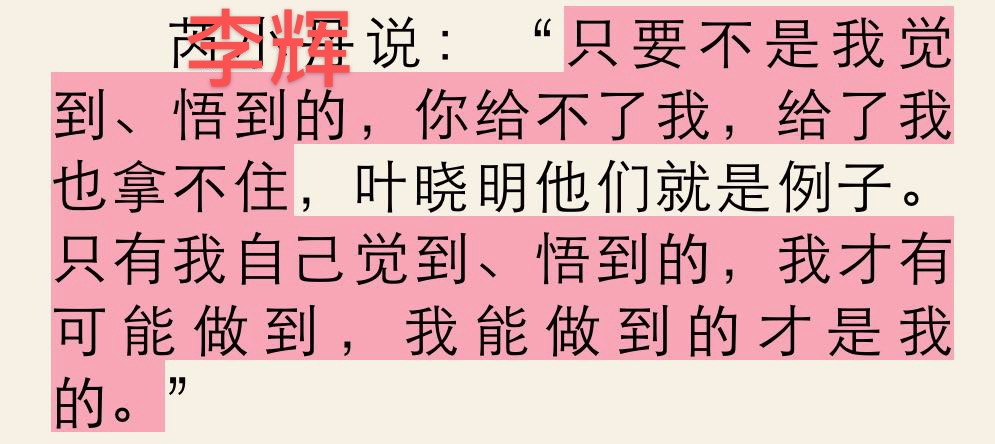 李辉
芮小丹说：“只要不是我觉
到、悟到的，你给不了我，给了我
也拿不住，叶晓明他们就是例子。
只有我自己觉到、悟到的，我才有
可能做到，我能做到的才是我
的。”